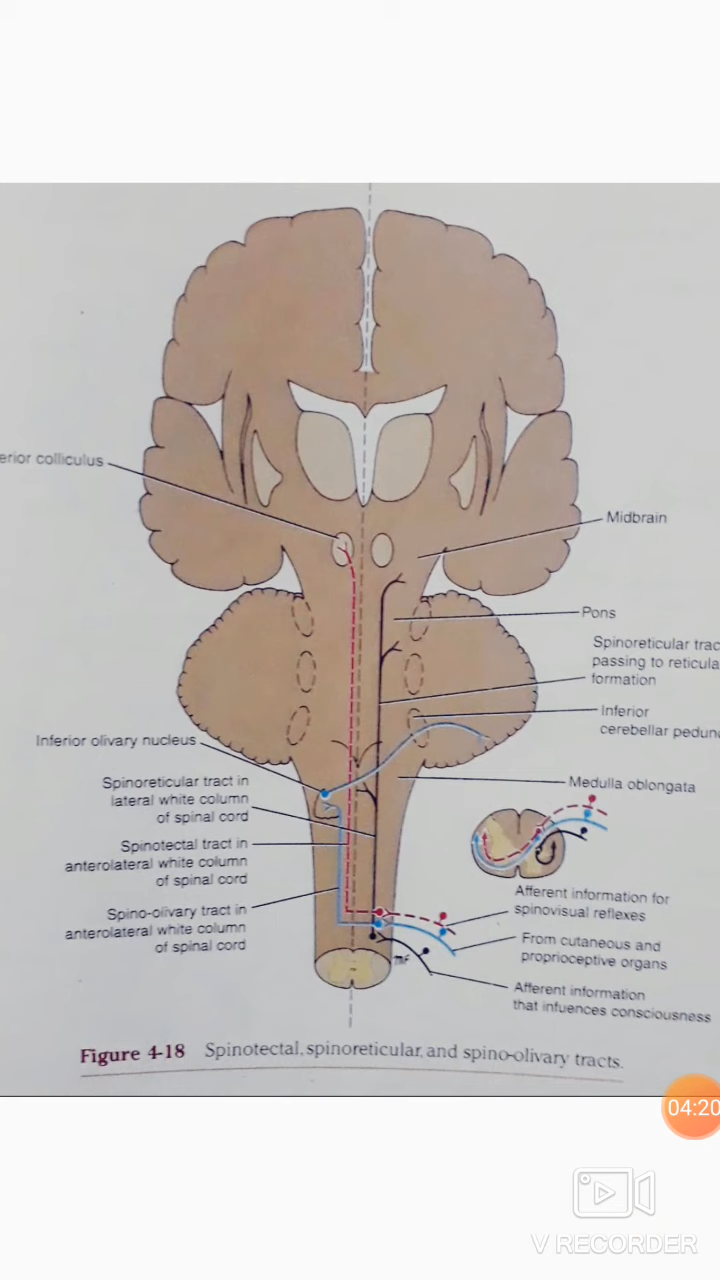 erior colliculus
Midbrain
Pons
Spinoreticular trac
passing to reticula
formation
Inferior
cerebellar pedun
Inferior olivary nucleus
Medulla oblongata
Spinoreticular tract in
lateral white column
of spinal cord
Spinotectal tract in
anterolateral white column
of spinal cord
Spino-olivary tract in
anterolateral white column
of spinal cord
Afferent information for
spinovisual reflexes
From cutaneous and
proprioceptive organs
Afferent information
that infuences consciousness
Figure 4-18 Spinotectal, spinoreticular, and spino-olivary tracts.
04:20
V RECORDER